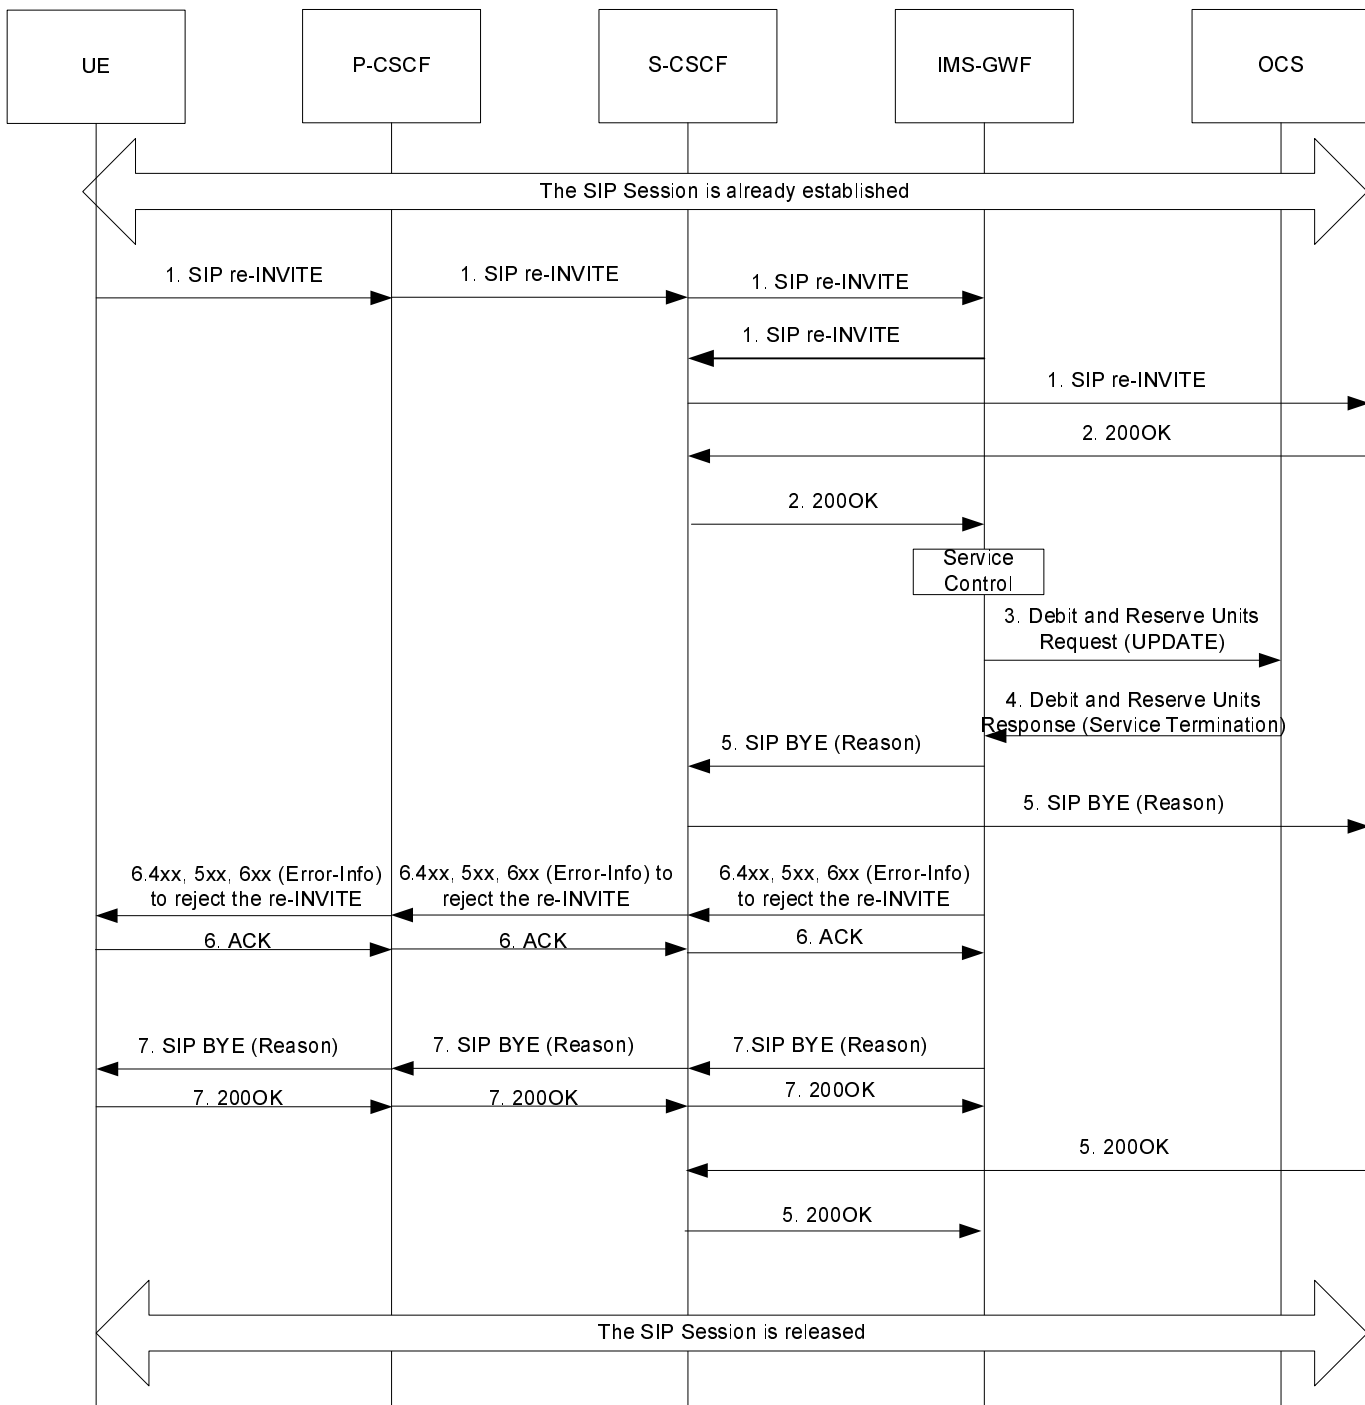 UE
P-CSCF
S-CSCF
IMS-GWF
OCS
The SIP Session is already established
1. SIP re-INVITE
1. SIP re-INVITE
1. SIP re-INVITE
1. SIP re-INVITE
1. SIP re-INVITE
2. 200OK
2. 200OK
Service
Control
3. Debit and Reserve Units
Request (UPDATE)
4. Debit and Reserve Units
Response (Service Termination)
5. SIP BYE (Reason)
5. SIP BYE (Reason)
6.4xx, 5xx, 6xx (Error-Info)
to reject the re-INVITE
6.4xx, 5xx, 6xx (Error-Info) to
reject the re-INVITE
6.4xx, 5xx, 6xx (Error-Info)
to reject the re-INVITE
6. ACK
6. ACK
6. ACK
7. SIP BYE (Reason)
7. SIP BYE (Reason)
7.SIP BYE (Reason)
7. 200OK
7. 200OK
7. 200OK
5. 200OK
5. 200OK
The SIP Session is released